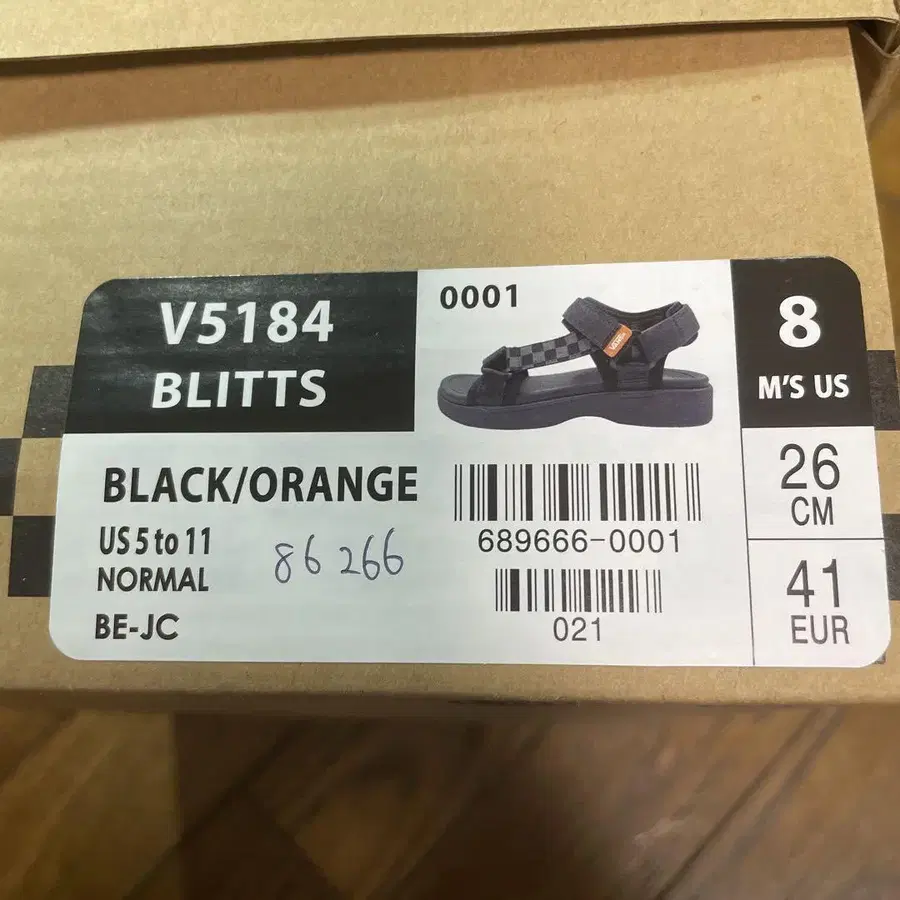 V5184
BLITTS
0001
8
M'S US
BLACK/ORANGE
US 5 to 11
NORMAL
BE-JC
86 266
689666-0001
021
26
CM
41
EUR
VANS